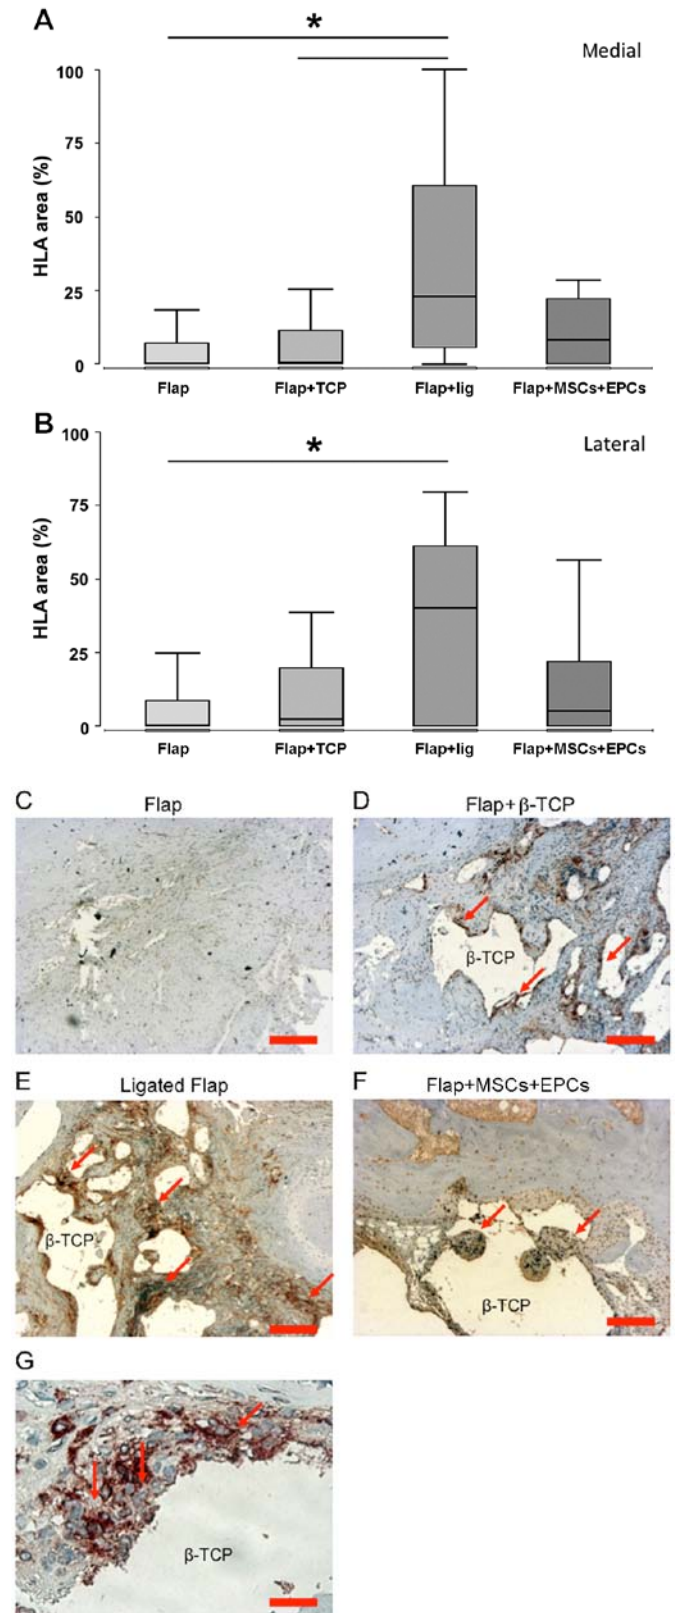 A
*
Medial
HLA area (%)
100
75
50
25
0
Flap Flap+TCP Flap+lig Flap+MSCs+EPCs
B
*
Lateral
HLA area (%)
100
75
50
25
0
Flap Flap+TCP Flap+lig Flap+MSCs+EPCs
C Flap
D Flap+β-TCP
β-TCP
E Ligated Flap
β-TCP
F Flap+MSCs+EPCs
β-TCP
G
β-TCP